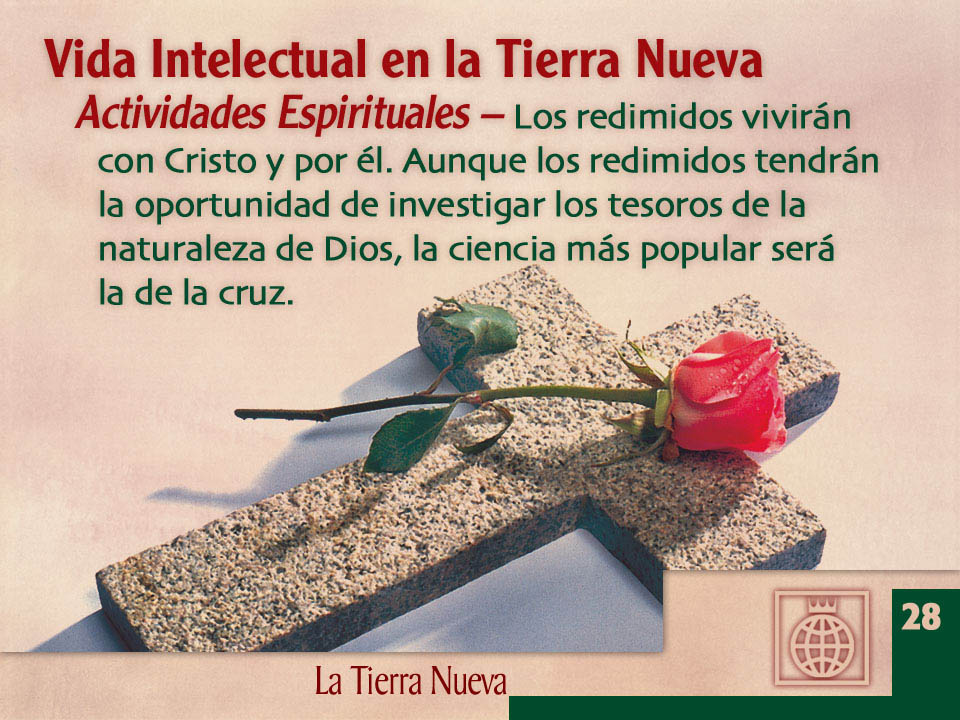 Vida Intelectual en la Tierra Nueva
Actividades Espirituales – Los redimidos vivirán
con Cristo y por él. Aunque los redimidos tendrán
la oportunidad de investigar los tesoros de la
naturaleza de Dios, la ciencia más popular será
la de la cruz.
28
La Tierra Nueva